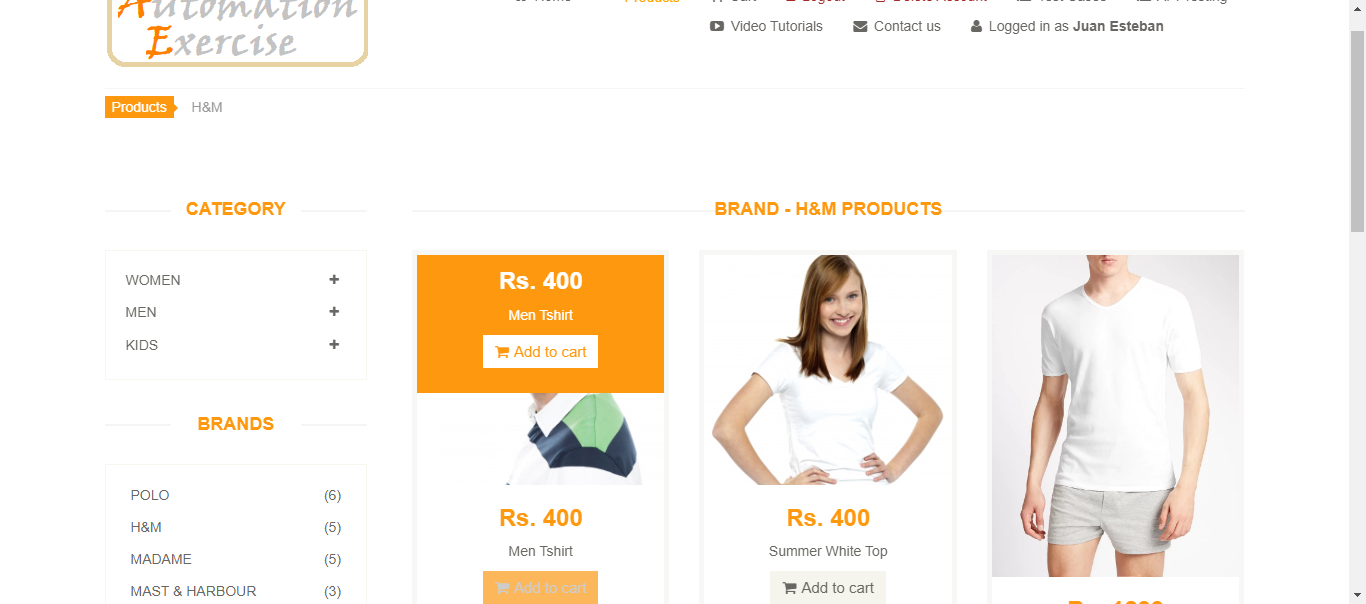 Automation
Exercise
Home Products Cart Logout Delete Account Test Cases API Testing
Video Tutorials Contact us Logged in as Juan Esteban
Products H&M
CATEGORY
WOMEN
MEN
KIDS
BRANDS
POLO (6)
H&M (5)
MADAME (5)
MAST & HARBOUR (3)
BRAND - H&M PRODUCTS
Rs. 400
Men Tshirt
Add to cart
Rs. 400
Men Tshirt
Add to cart
Rs. 400
Summer White Top
Add to cart